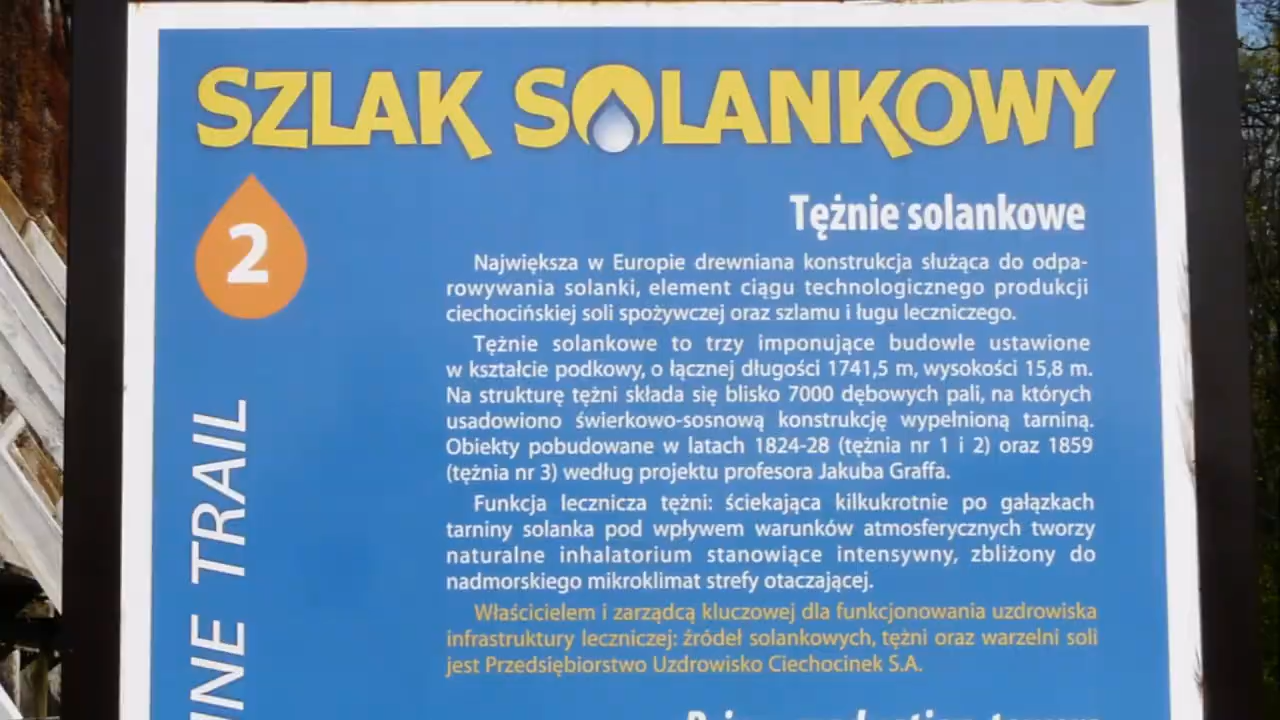 SZLAK SOLANKOWY
2
Tężnie solankowe
Największa w Europie drewniana konstrukcja służąca do odpa-
rowywania solanki, element ciągu technologicznego produkcji
ciechocińskiej soli spożywczej oraz szlamu i ługu leczniczego.
Tężnie solankowe to trzy imponujące budowle ustawione
w kształcie podkowy, o łącznej długości 1741,5 m, wysokości 15,8 m.
Na strukturę tężni składa się blisko 7000 dębowych pali, na których
usadowiono świerkowo-sosnową konstrukcję wypełnioną tarniną.
Obiekty pobudowane w latach 1824-28 (tężnia nr 1 i 2) oraz 1859
(tężnia nr 3) według projektu profesora Jakuba Graffa.
Funkcja lecznicza tężni: ściekająca kilkukrotnie po gałązkach
tarniny solanka pod wpływem warunków atmosferycznych tworzy
naturalne inhalatorium stanowiące intensywny, zbliżony do
nadmorskiego mikroklimat strefy otaczającej.
Właścicielem i zarządcą kluczowej dla funkcjonowania uzdrowiska
infrastruktury leczniczej: źródeł solankowych, tężni oraz warzelni soli
jest Przedsiębiorstwo Uzdrowisko Ciechocinek S.A.
INE TRAIL